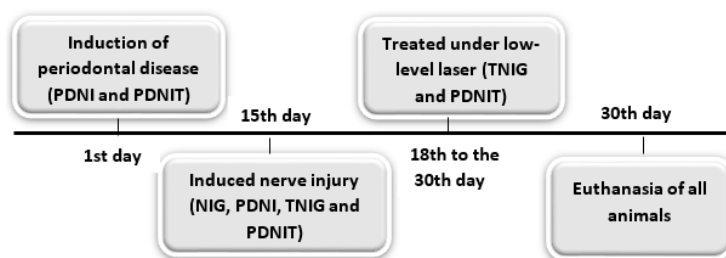 Induction of
periodontal disease
(PDNI and PDNIT)
1st day
15th day
Induced nerve injury
(NIG, PDNI, TNIG and
PDNIT)
Treated under low-
level laser (TNIG
and PDNIT)
18th to the
30th day
30th day
Euthanasia of all
animals